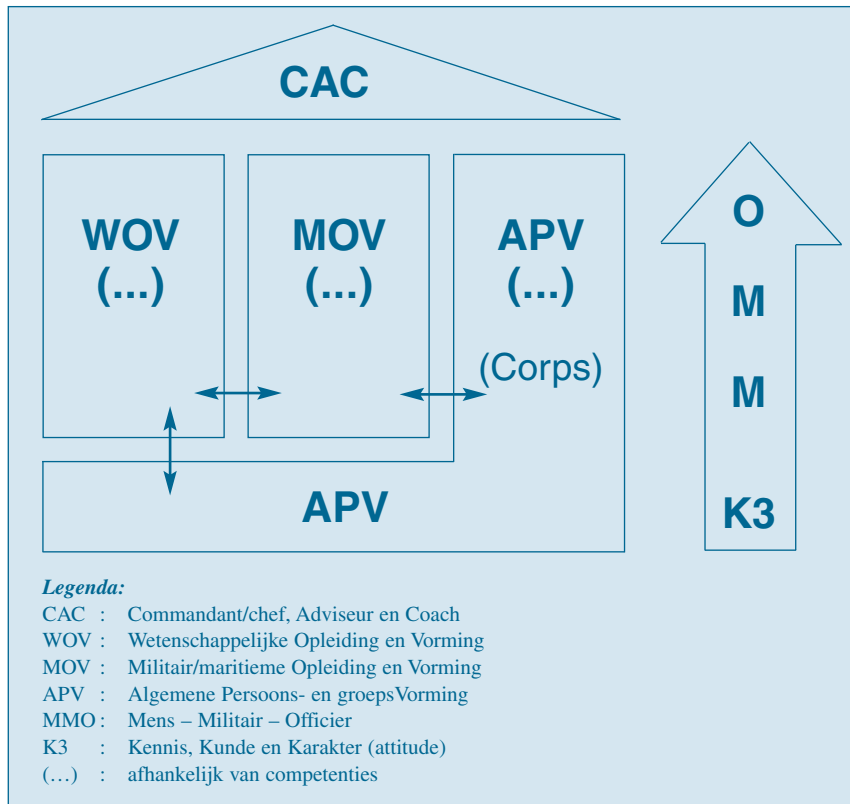 CAC
WOV
(...)
MOV
(...)
APV
(...)
(Corps)
APV
O
M
M
K3
Legenda:
CAC : Commandant/chef, Adviseur en Coach
WOV : Wetenschappelijke Opleiding en Vorming
MOV : Militair/maritieme Opleiding en Vorming
APV : Algemene Persoons- en groepsVorming
MMO : Mens – Militair – Officier
K3 : Kennis, Kunde en Karakter (attitude)
(…) : afhankelijk van competenties